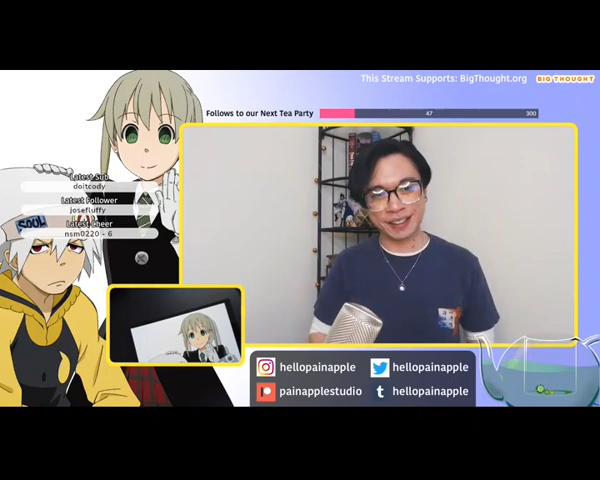 This Stream Supports: BigThought.org
BIG THOUGHT
Follows to our Next Tea Party
47
300
Latest Sub
doitcody
Latest Follower
josefluffy
Latest Cheer
nsm0220 - 6
SOUL
hellopainapple
hellopainapple
painapplestudio
hellopainapple